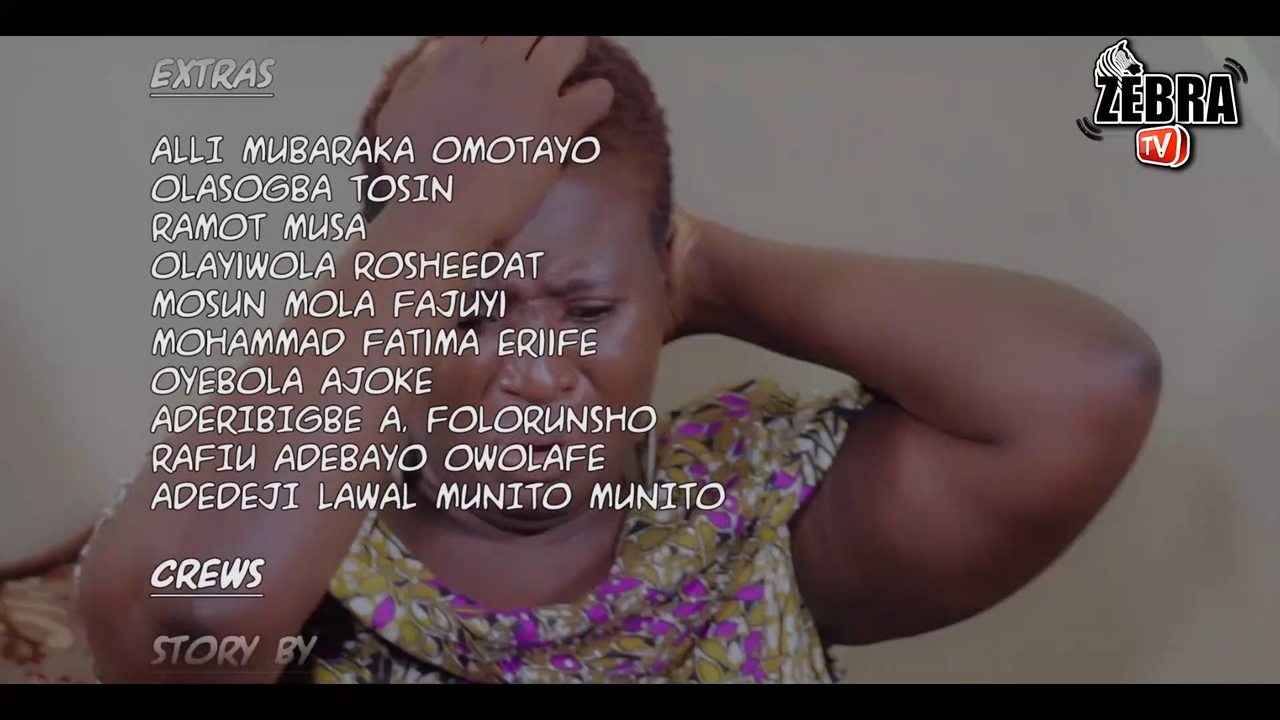 EXTRAS
ZEBRA
TV
ALLI MUBARAKA OMOTAYO
OLASOGBA TOSIN
RAMOT MUSA
OLAYIWOLA ROSHEEDAT
MOSUN MOLA FAJUYI
MOHAMMAD FATIMA ERIIFE
OYEBOLA AJOKE
ADERIBIGBE A. FOLORUNSHO
RAFIU ADEBAYO OWOLAFE
ADEDEJI LAWAL MUNITO MUNITO
CREWS
STORY BY